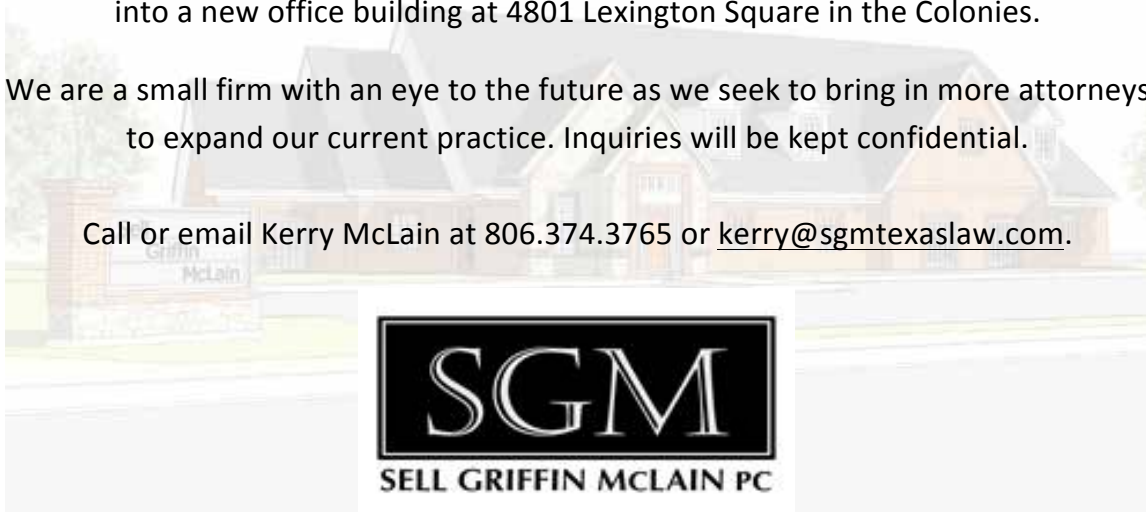 into a new office building at 4801 Lexington Square in the Colonies.
We are a small firm with an eye to the future as we seek to bring in more attorneys
to expand our current practice. Inquiries will be kept confidential.
Call or email Kerry McLain at 806.374.3765 or kerry@sgmtexaslaw.com.
Griffin
McLain
SGM
SELL GRIFFIN MCLAIN PC